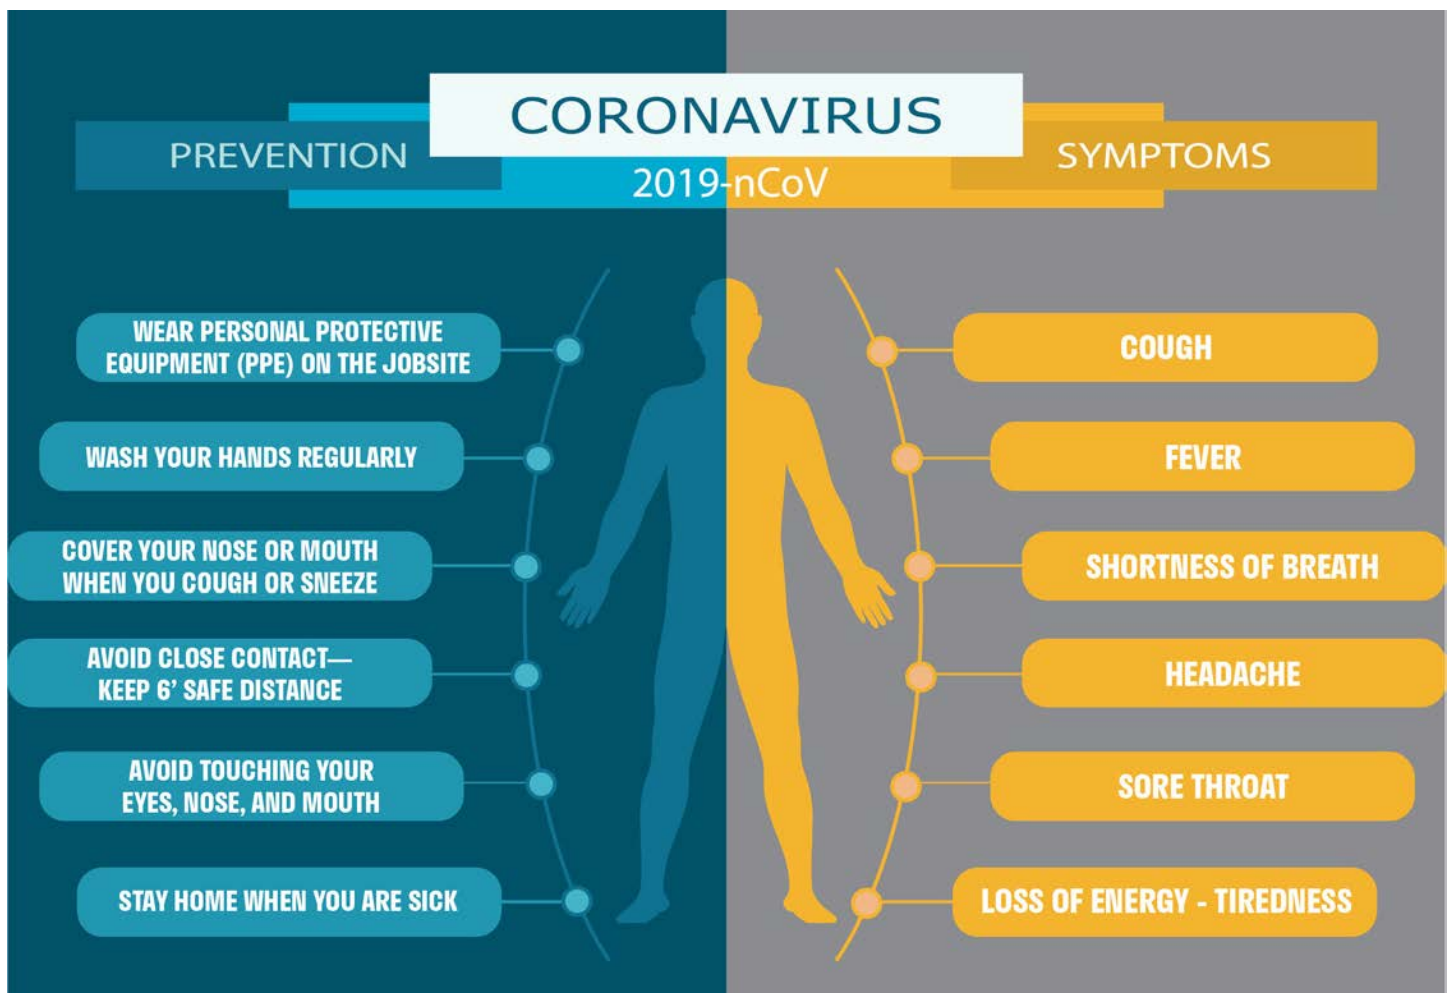 CORONAVIRUS
2019-nCoV
PREVENTION
WEAR PERSONAL PROTECTIVE
EQUIPMENT (PPE) ON THE JOBSITE
WASH YOUR HANDS REGULARLY
COVER YOUR NOSE OR MOUTH
WHEN YOU COUGH OR SNEEZE
AVOID CLOSE CONTACT—
KEEP 6’ SAFE DISTANCE
AVOID TOUCHING YOUR
EYES, NOSE, AND MOUTH
STAY HOME WHEN YOU ARE SICK
SYMPTOMS
COUGH
FEVER
SHORTNESS OF BREATH
HEADACHE
SORE THROAT
LOSS OF ENERGY - TIREDNESS